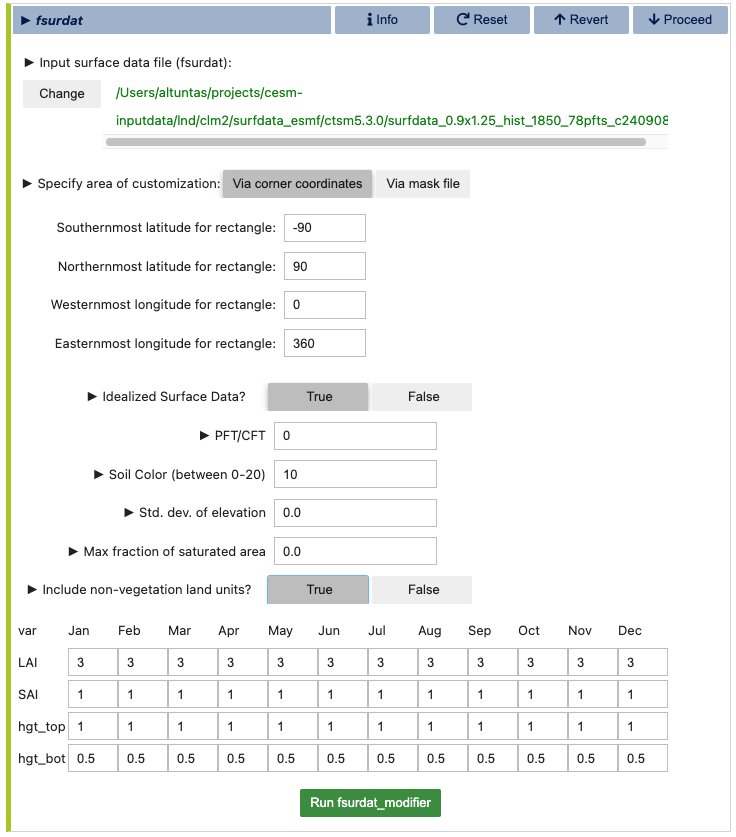 ▶ fsurdat
Info
Reset
Revert
Proceed
▶ Input surface data file (fsurdat):
Change
/Users/altuntas/projects/cesm-
inputdata/lnd/clm2/surfdata_esmf/ctsm5.3.0/surfdata_0.9x1.25_hist_1850_78pfts_c240908
▶ Specify area of customization: Via corner coordinates Via mask file
Southernmost latitude for rectangle: -90
Northernmost latitude for rectangle: 90
Westernmost longitude for rectangle: 0
Easternmost longitude for rectangle: 360
▶ Idealized Surface Data? True False
▶ PFT/CFT 0
▶ Soil Color (between 0-20) 10
▶ Std. dev. of elevation 0.0
▶ Max fraction of saturated area 0.0
▶ Include non-vegetation land units? True False
var Jan Feb Mar Apr May Jun Jul Aug Sep Oct Nov Dec
LAI 3 3 3 3 3 3 3 3 3 3 3 3
SAI 1 1 1 1 1 1 1 1 1 1 1 1
hgt_top 1 1 1 1 1 1 1 1 1 1 1 1
hgt_bot 0.5 0.5 0.5 0.5 0.5 0.5 0.5 0.5 0.5 0.5 0.5 0.5
Run fsurdat_modifier